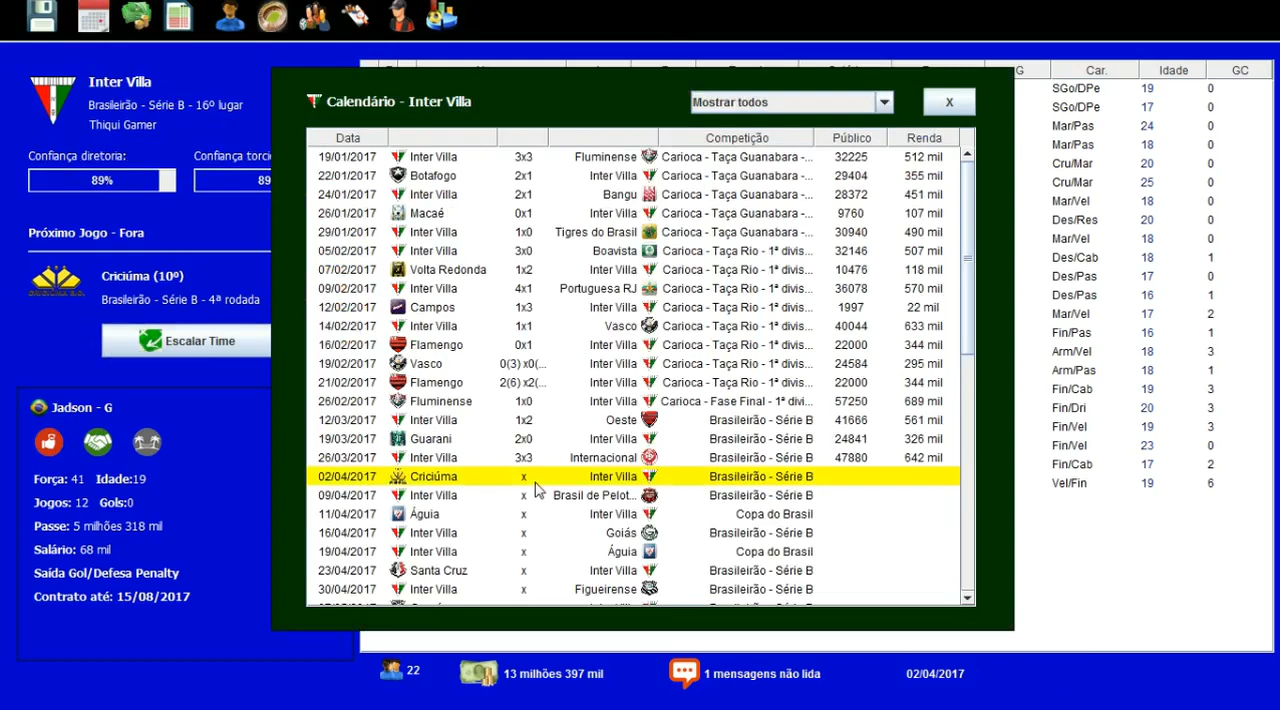 Inter Villa
Brasileirão - Série B - 16º lugar
Thiqui Gamer
Confiança diretoria:
Confiança torci
89%
89
Próximo Jogo - Fora
Criciúma (10º)
Brasileirão - Série B - 4ª rodada
Escalar Time
Jadson - G
Força: 41 Idade:19
Jogos: 12 Gols:0
Passe: 5 milhões 318 mil
Salário: 68 mil
Saída Gol/Defesa Penalty
Contrato até: 15/08/2017
Calendário - Inter Villa
Mostrar todos
X
Data Competição Público Renda
19/01/2017 Inter Villa 3x3 Fluminense Carioca - Taça Guanabara -... 32225 512 mil
22/01/2017 Botafogo 2x1 Inter Villa Carioca - Taça Guanabara -... 29404 355 mil
24/01/2017 Inter Villa 2x1 Bangu Carioca - Taça Guanabara -... 28372 451 mil
26/01/2017 Macaé 0x1 Inter Villa Carioca - Taça Guanabara -... 9760 107 mil
29/01/2017 Inter Villa 1x0 Tigres do Brasil Carioca - Taça Guanabara -... 30940 490 mil
05/02/2017 Inter Villa 3x0 Boavista Carioca - Taça Rio - 1ª divis... 32146 507 mil
07/02/2017 Volta Redonda 1x2 Inter Villa Carioca - Taça Rio - 1ª divis... 10476 118 mil
09/02/2017 Inter Villa 4x1 Portuguesa RJ Carioca - Taça Rio - 1ª divis... 36078 570 mil
12/02/2017 Campos 1x3 Inter Villa Carioca - Taça Rio - 1ª divis... 1997 22 mil
14/02/2017 Inter Villa 1x1 Vasco Carioca - Taça Rio - 1ª divis... 40044 633 mil
16/02/2017 Flamengo 0x1 Inter Villa Carioca - Taça Rio - 1ª divis... 22000 344 mil
19/02/2017 Vasco 0(3) x0(... Inter Villa Carioca - Taça Rio - 1ª divis... 24584 295 mil
21/02/2017 Flamengo 2(6) x2(... Inter Villa Carioca - Taça Rio - 1ª divis... 22000 344 mil
26/02/2017 Fluminense 1x0 Inter Villa Carioca - Fase Final - 1ª div... 57250 689 mil
12/03/2017 Inter Villa 1x2 Oeste Brasileirão - Série B 41666 561 mil
19/03/2017 Guarani 2x0 Inter Villa Brasileirão - Série B 24841 326 mil
26/03/2017 Inter Villa 3x3 Internacional Brasileirão - Série B 47880 642 mil
02/04/2017 Criciúma x Inter Villa Brasileirão - Série B
09/04/2017 Inter Villa x Brasil de Pelot... Brasileirão - Série B
11/04/2017 Águia x Inter Villa Copa do Brasil
16/04/2017 Inter Villa x Goiás Brasileirão - Série B
19/04/2017 Inter Villa x Águia Copa do Brasil
23/04/2017 Santa Cruz x Inter Villa Brasileirão - Série B
30/04/2017 Inter Villa x Figueirense Brasileirão - Série B
G Car. Idade GC
SGo/DPe 19 0
SGo/DPe 17 0
Mar/Pas 24 0
Mar/Pas 18 0
Cru/Mar 20 0
Cru/Mar 25 0
Mar/Vel 18 0
Des/Res 20 0
Mar/Vel 18 0
Des/Cab 18 1
Des/Pas 17 0
Des/Pas 16 1
Mar/Vel 17 2
Fin/Pas 16 1
Arm/Vel 18 3
Arm/Pas 18 1
Fin/Cab 19 3
Fin/Dri 20 3
Fin/Vel 19 3
Fin/Vel 23 0
Fin/Cab 17 2
Vel/Fin 19 6
22
13 milhões 397 mil
1 mensagens não lida
02/04/2017